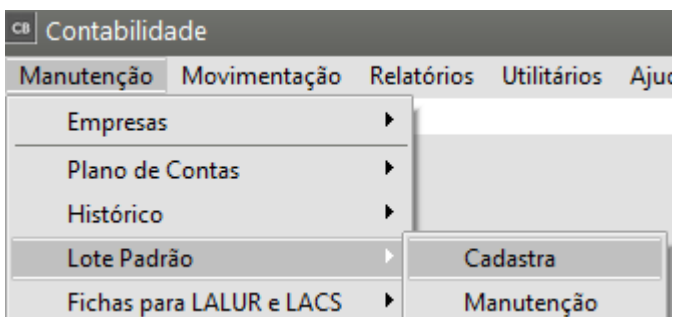 CB Contabilidade
Manutenção Movimentação Relatórios Utilitários
Empresas
Plano de Contas
Histórico
Lote Padrão Cadastra
Fichas para LALUR e LACS Manutenção